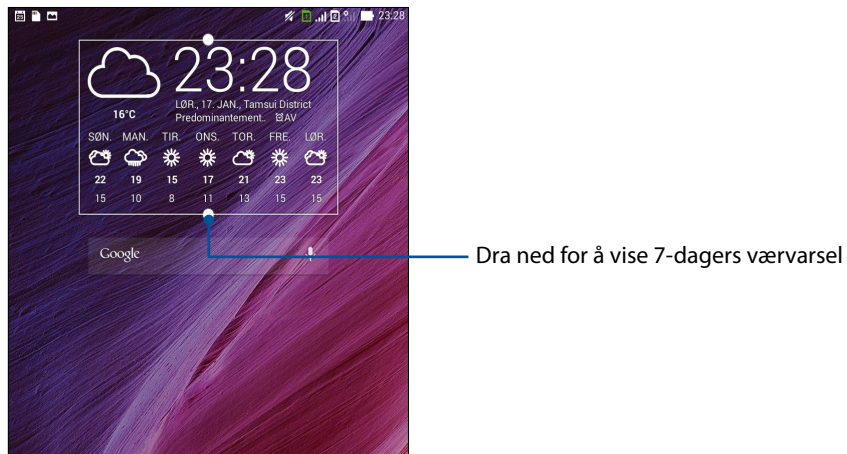 23:28
23:28
LØR., 17. JAN., Tamsui District
16°C
Predominantement.. AV
SØN. MAN. TIR. ONS. TOR. FRE. LØR.
22 19 15 17 21 23 23
15 10 8 11 13 15 15
Google
Dra ned for å vise 7-dagers værvarsel